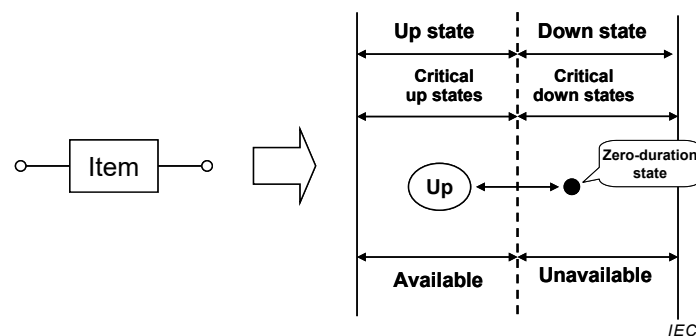 Up state
Down state
Critical
up states
Critical
down states
Item
Up
Zero-duration
state
Available
Unavailable
IEC